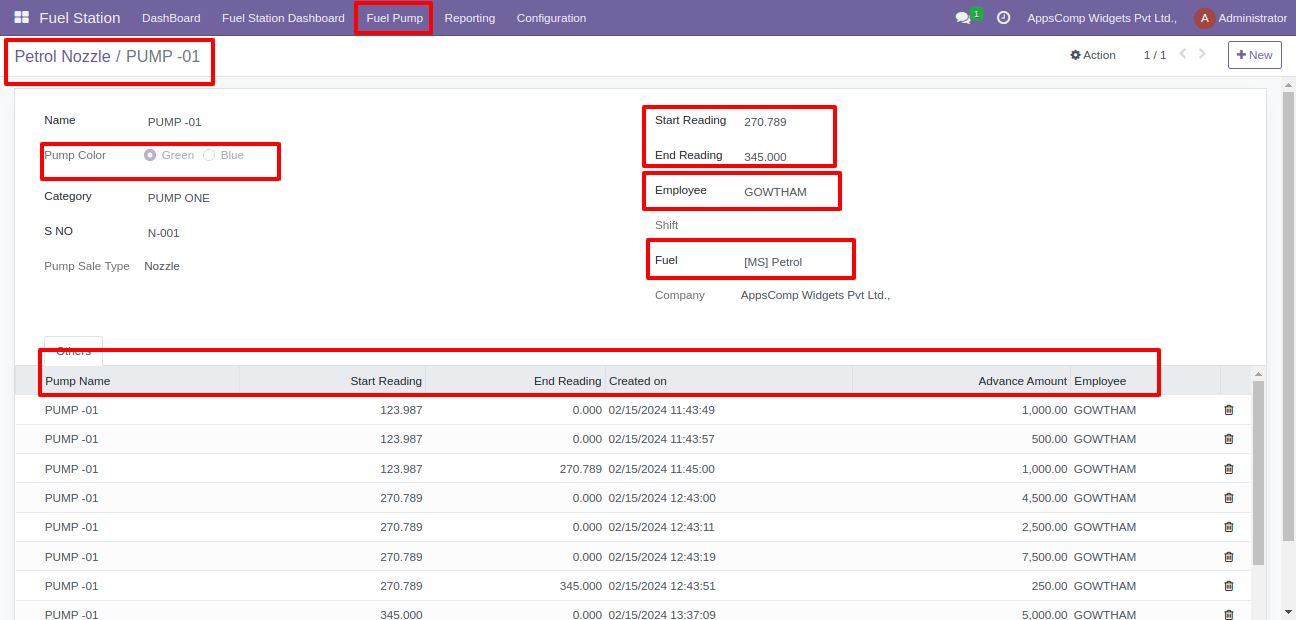 Fuel Station DashBoard Fuel Station Dashboard Fuel Pump Reporting Configuration 1 AppsComp Widgets Pvt Ltd., A Administrator
Petrol Nozzle / PUMP -01 Action 1 / 1 New
Name PUMP -01
Pump Color Green Blue
Category PUMP ONE
S NO N-001
Pump Sale Type Nozzle
Start Reading 270.789
End Reading 345.000
Employee GOWTHAM
Shift
Fuel [MS] Petrol
Company AppsComp Widgets Pvt Ltd.,
Others
Pump Name Start Reading End Reading Created on Advance Amount Employee
PUMP -01 123.987 0.000 02/15/2024 11:43:49 1,000.00 GOWTHAM
PUMP -01 123.987 0.000 02/15/2024 11:43:57 500.00 GOWTHAM
PUMP -01 123.987 270.789 02/15/2024 11:45:00 1,000.00 GOWTHAM
PUMP -01 270.789 0.000 02/15/2024 12:43:00 4,500.00 GOWTHAM
PUMP -01 270.789 0.000 02/15/2024 12:43:11 2,500.00 GOWTHAM
PUMP -01 270.789 0.000 02/15/2024 12:43:19 7,500.00 GOWTHAM
PUMP -01 270.789 345.000 02/15/2024 12:43:51 250.00 GOWTHAM
PUMP -01 345.000 0.000 02/15/2024 13:37:09 5,000.00 GOWTHAM